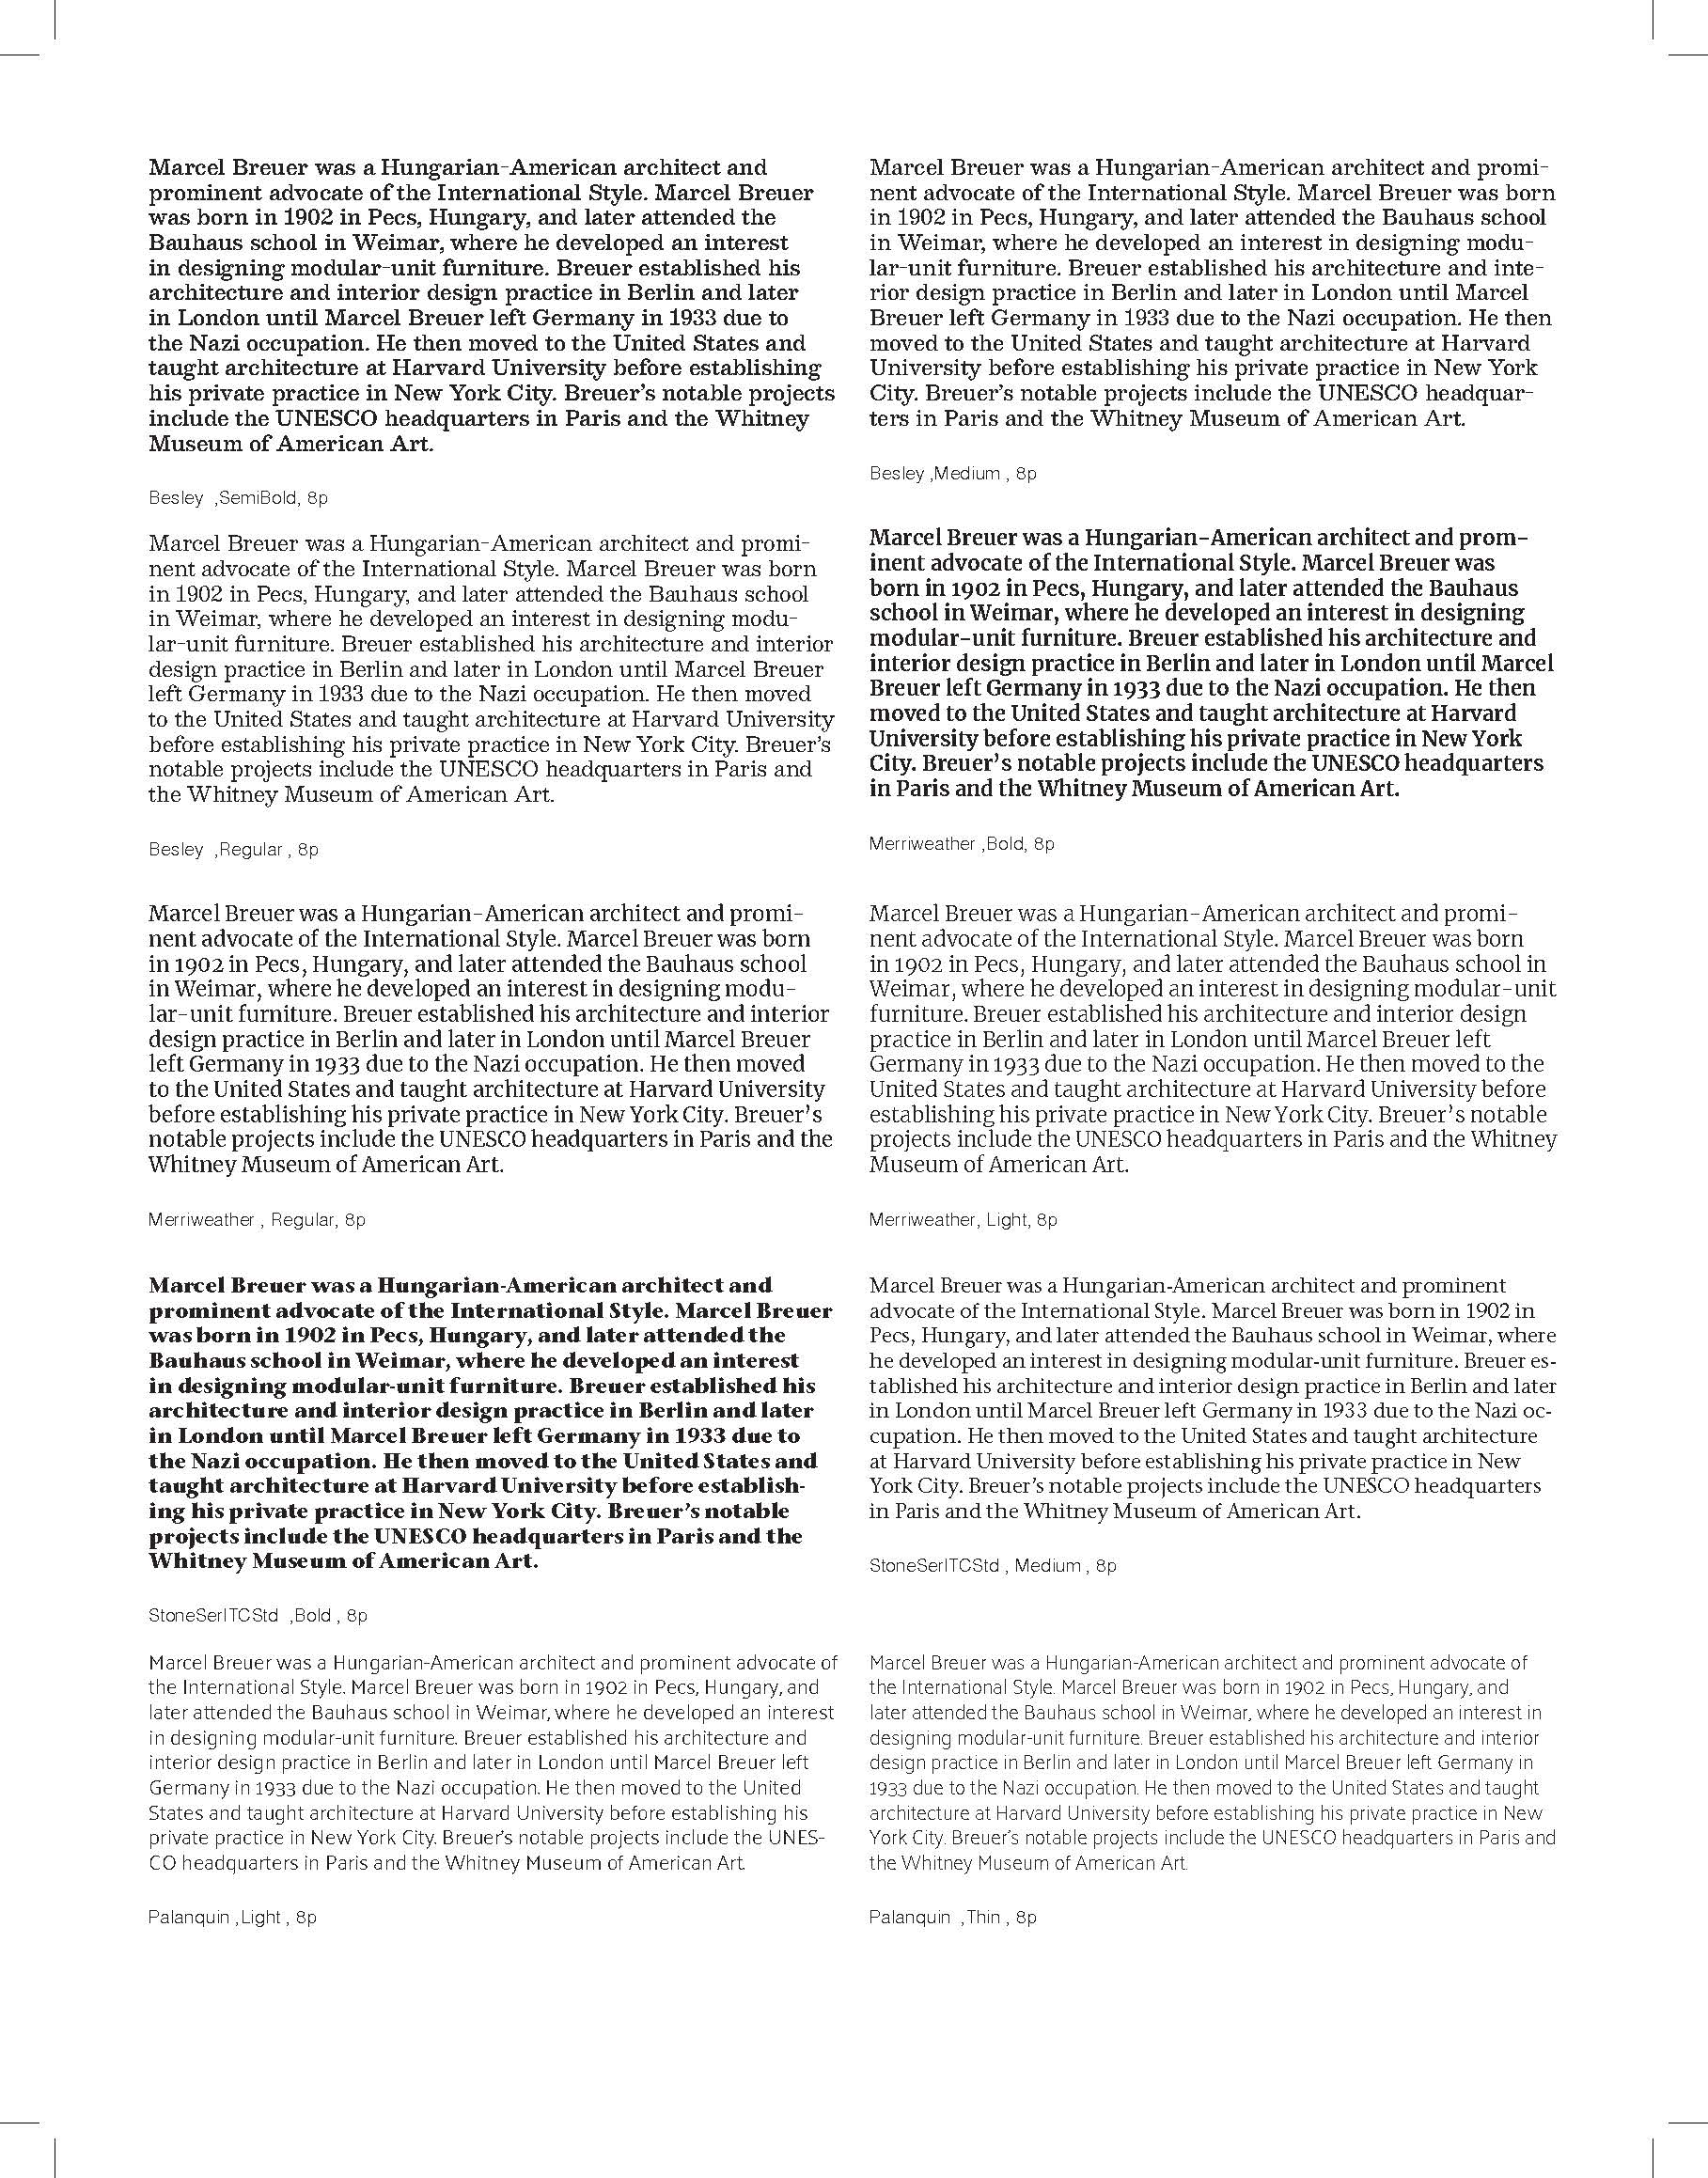 Marcel Breuer was a Hungarian-American architect and
prominent advocate of the International Style. Marcel Breuer
was born in 1902 in Pecs, Hungary, and later attended the
Bauhaus school in Weimar, where he developed an interest
in designing modular-unit furniture. Breuer established his
architecture and interior design practice in Berlin and later
in London until Marcel Breuer left Germany in 1933 due to
the Nazi occupation. He then moved to the United States and
taught architecture at Harvard University before establishing
his private practice in New York City. Breuer’s notable projects
include the UNESCO headquarters in Paris and the Whitney
Museum of American Art.
Besley ,SemiBold, 8p
Marcel Breuer was a Hungarian-American architect and promi-
nent advocate of the International Style. Marcel Breuer was born
in 1902 in Pecs, Hungary, and later attended the Bauhaus school
in Weimar, where he developed an interest in designing modu-
lar-unit furniture. Breuer established his architecture and inte-
rior design practice in Berlin and later in London until Marcel
Breuer left Germany in 1933 due to the Nazi occupation. He then
moved to the United States and taught architecture at Harvard
University before establishing his private practice in New York
City. Breuer’s notable projects include the UNESCO headquar-
ters in Paris and the Whitney Museum of American Art.
Besley ,Medium , 8p
Marcel Breuer was a Hungarian-American architect and promi-
nent advocate of the International Style. Marcel Breuer was born
in 1902 in Pecs, Hungary, and later attended the Bauhaus school
in Weimar, where he developed an interest in designing modu-
lar-unit furniture. Breuer established his architecture and interior
design practice in Berlin and later in London until Marcel Breuer
left Germany in 1933 due to the Nazi occupation. He then moved
to the United States and taught architecture at Harvard University
before establishing his private practice in New York City. Breuer’s
notable projects include the UNESCO headquarters in Paris and
the Whitney Museum of American Art.
Besley ,Regular , 8p
Marcel Breuer was a Hungarian-American architect and prom-
inent advocate of the International Style. Marcel Breuer was
born in 1902 in Pecs, Hungary, and later attended the Bauhaus
school in Weimar, where he developed an interest in designing
modular-unit furniture. Breuer established his architecture and
interior design practice in Berlin and later in London until Marcel
Breuer left Germany in 1933 due to the Nazi occupation. He then
moved to the United States and taught architecture at Harvard
University before establishing his private practice in New York
City. Breuer’s notable projects include the UNESCO headquarters
in Paris and the Whitney Museum of American Art.
Merriweather ,Bold, 8p
Marcel Breuer was a Hungarian-American architect and promi-
nent advocate of the International Style. Marcel Breuer was born
in 1902 in Pecs, Hungary, and later attended the Bauhaus school
in Weimar, where he developed an interest in designing modu-
lar-unit furniture. Breuer established his architecture and interior
design practice in Berlin and later in London until Marcel Breuer
left Germany in 1933 due to the Nazi occupation. He then moved
to the United States and taught architecture at Harvard University
before establishing his private practice in New York City. Breuer’s
notable projects include the UNESCO headquarters in Paris and the
Whitney Museum of American Art.
Merriweather , Regular, 8p
Marcel Breuer was a Hungarian-American architect and promi-
nent advocate of the International Style. Marcel Breuer was born
in 1902 in Pecs, Hungary, and later attended the Bauhaus school in
Weimar, where he developed an interest in designing modular-unit
furniture. Breuer established his architecture and interior design
practice in Berlin and later in London until Marcel Breuer left
Germany in 1933 due to the Nazi occupation. He then moved to the
United States and taught architecture at Harvard University before
establishing his private practice in New York City. Breuer’s notable
projects include the UNESCO headquarters in Paris and the Whitney
Museum of American Art.
Merriweather, Light, 8p
Marcel Breuer was a Hungarian-American architect and
prominent advocate of the International Style. Marcel Breuer
was born in 1902 in Pecs, Hungary, and later attended the
Bauhaus school in Weimar, where he developed an interest
in designing modular-unit furniture. Breuer established his
architecture and interior design practice in Berlin and later
in London until Marcel Breuer left Germany in 1933 due to
the Nazi occupation. He then moved to the United States and
taught architecture at Harvard University before establish-
ing his private practice in New York City. Breuer’s notable
projects include the UNESCO headquarters in Paris and the
Whitney Museum of American Art.
StoneSerITCStd ,Bold , 8p
Marcel Breuer was a Hungarian-American architect and prominent
advocate of the International Style. Marcel Breuer was born in 1902 in
Pecs, Hungary, and later attended the Bauhaus school in Weimar, where
he developed an interest in designing modular-unit furniture. Breuer es-
tablished his architecture and interior design practice in Berlin and later
in London until Marcel Breuer left Germany in 1933 due to the Nazi oc-
cupation. He then moved to the United States and taught architecture
at Harvard University before establishing his private practice in New
York City. Breuer’s notable projects include the UNESCO headquarters
in Paris and the Whitney Museum of American Art.
StoneSerITCStd , Medium , 8p
Marcel Breuer was a Hungarian-American architect and prominent advocate of
the International Style. Marcel Breuer was born in 1902 in Pecs, Hungary, and
later attended the Bauhaus school in Weimar, where he developed an interest
in designing modular-unit furniture. Breuer established his architecture and
interior design practice in Berlin and later in London until Marcel Breuer left
Germany in 1933 due to the Nazi occupation. He then moved to the United
States and taught architecture at Harvard University before establishing his
private practice in New York City. Breuer’s notable projects include the UNES-
CO headquarters in Paris and the Whitney Museum of American Art.
Palanquin ,Light , 8p
Marcel Breuer was a Hungarian-American architect and prominent advocate of
the International Style. Marcel Breuer was born in 1902 in Pecs, Hungary, and
later attended the Bauhaus school in Weimar, where he developed an interest in
designing modular-unit furniture. Breuer established his architecture and interior
design practice in Berlin and later in London until Marcel Breuer left Germany in
1933 due to the Nazi occupation. He then moved to the United States and taught
architecture at Harvard University before establishing his private practice in New
York City. Breuer’s notable projects include the UNESCO headquarters in Paris and
the Whitney Museum of American Art.
Palanquin ,Thin , 8p